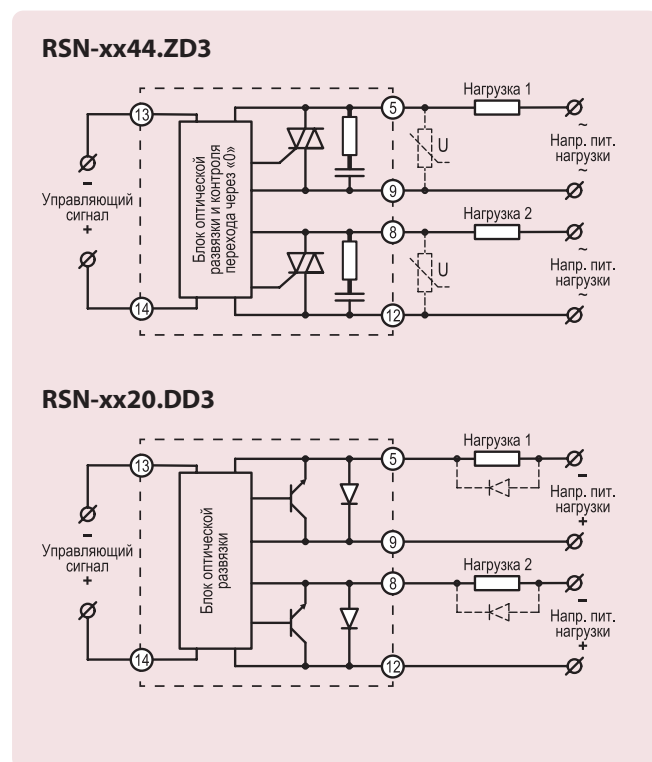 RSN-xx44.ZD3
13
–
Управляющий
сигнал
+
14
Блок оптической
развязки и контроля
перехода через «0»
5
U
Нагрузка 1
~
Напр. пит.
нагрузки
~
9
8
U
Нагрузка 2
~
Напр. пит.
нагрузки
~
12
RSN-xx20.DD3
13
–
Управляющий
сигнал
+
14
Блок оптической
развязки
5
Нагрузка 1
–
Напр. пит.
нагрузки
+
9
8
Нагрузка 2
–
Напр. пит.
нагрузки
+
12